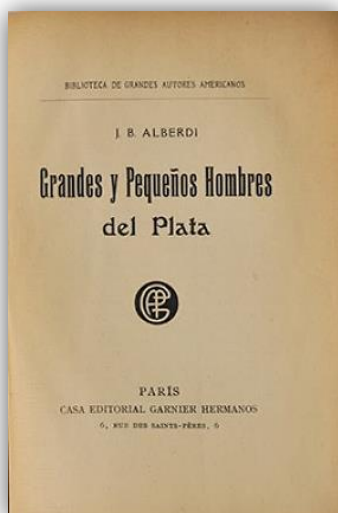 BIBLIOTECA DE GRANDES AUTORES AMERICANOS
J. B. ALBERDI
Grandes y Pequeños Hombres
del Plata
PARÍS
CASA EDITORIAL GARNIER HERMANOS
6, RUE DES SAINTS-PÈRES, 6